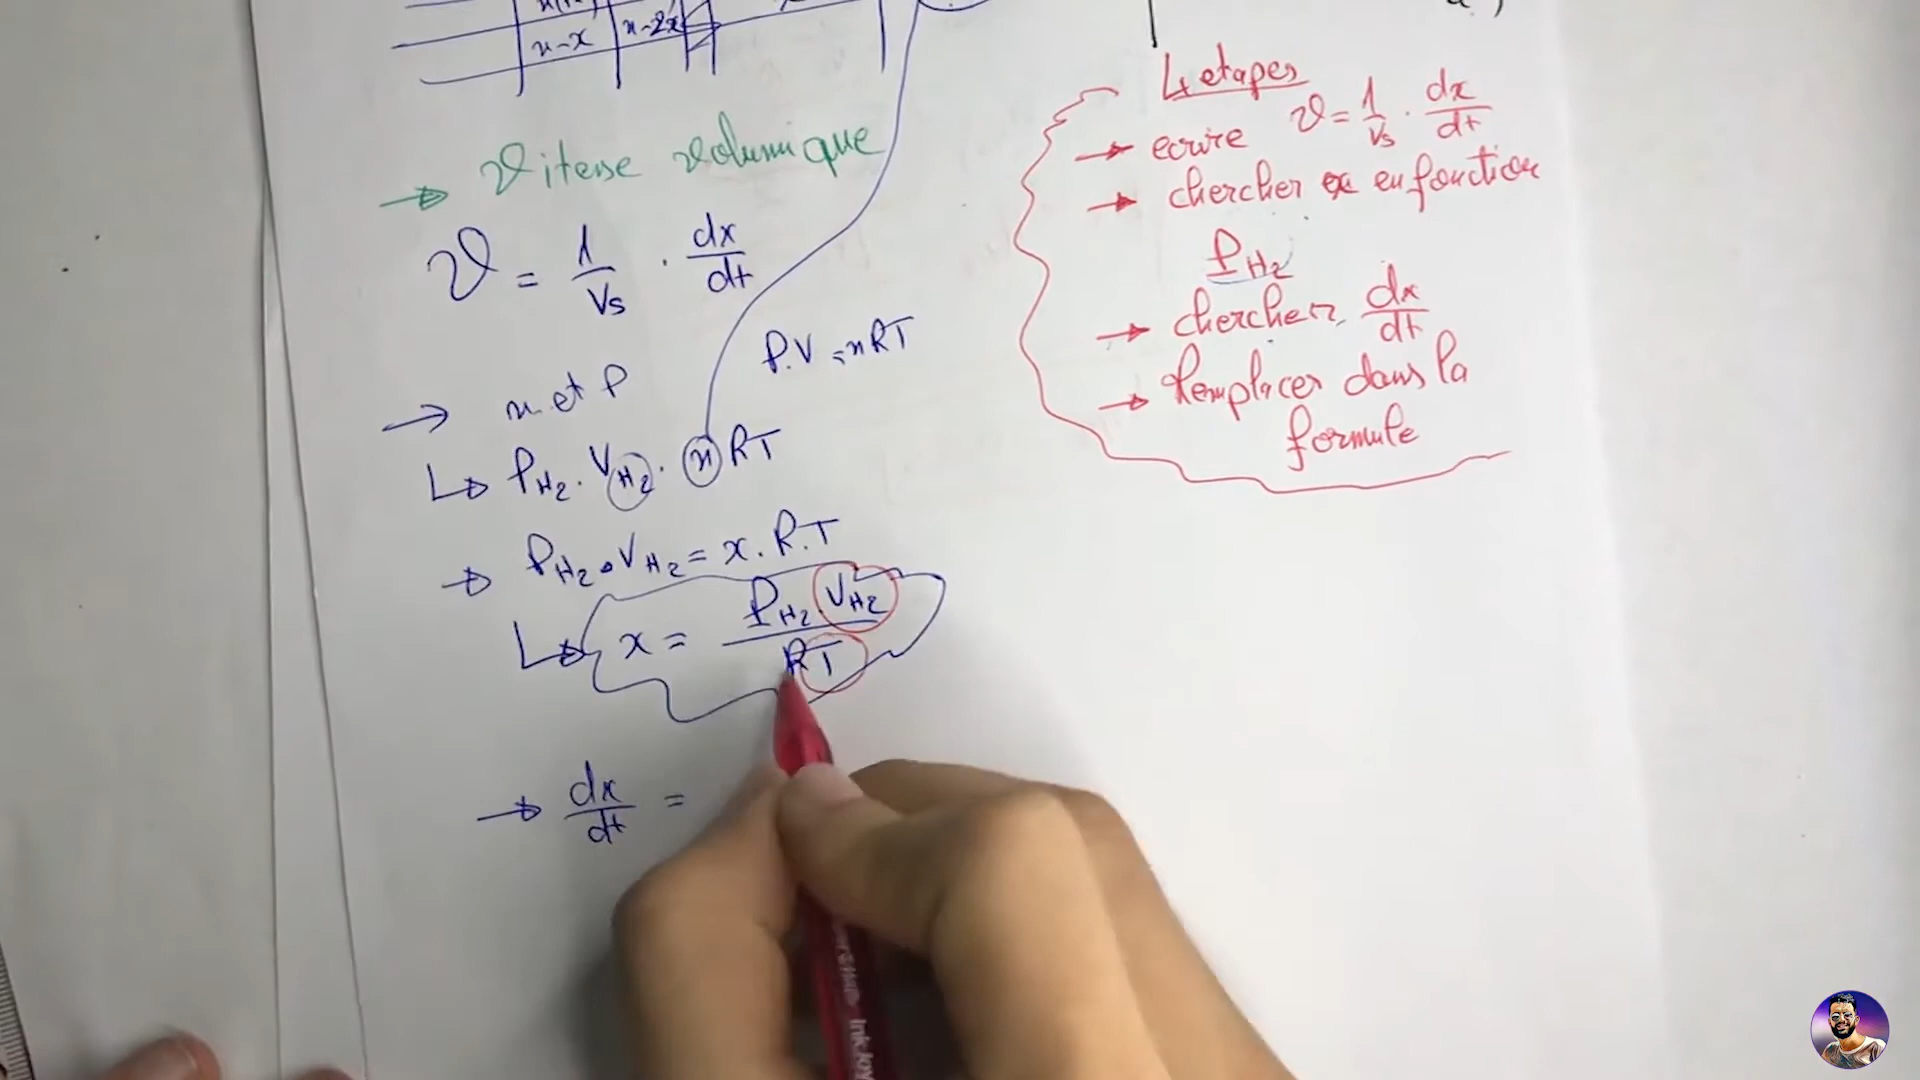 n-x n-2x
→ Vitesse volumique
v = 1/Vs . dx/dt
→ n et P
P.V = nRT
↳ P_H2 . V_H2 . n RT
→ P_H2 . V_H2 = x . R.T
↳ x = P_H2 . V_H2 / RT
→ dx/dt =
4 etapes
→ ecrire v = 1/Vs . dx/dt
→ chercher x en fonction
P_H2
→ chercher dx/dt
→ Remplacer dans la
formule
InkJoy